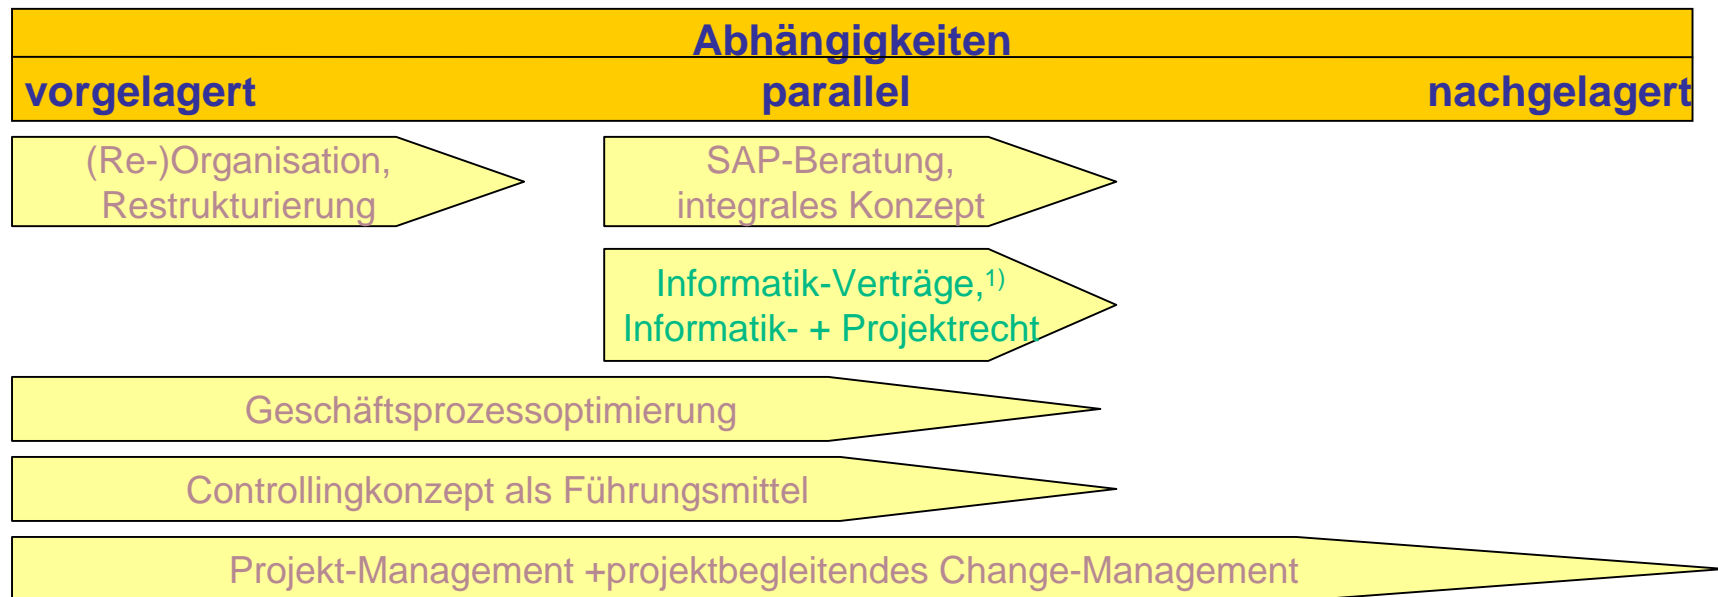 Abhängigkeiten
vorgelagert parallel nachgelagert
(Re-)Organisation,
Restrukturierung
SAP-Beratung,
integrales Konzept
Informatik-Verträge,1)
Informatik- + Projektrecht
Geschäftsprozessoptimierung
Controllingkonzept als Führungsmittel
Projekt-Management +projektbegleitendes Change-Management